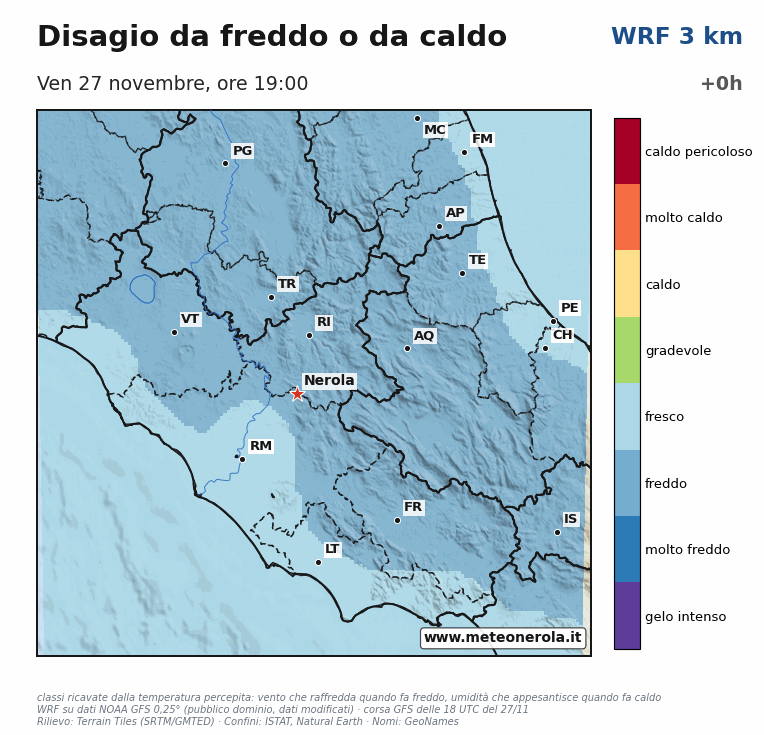 Disagio da freddo o da caldo
WRF 3 km
Ven 27 novembre, ore 19:00
+0h
MC
FM
PG
AP
TE
TR
PE
VT
RI
AQ
CH
Nerola
RM
FR
IS
LT
www.meteonerola.it
caldo pericoloso
molto caldo
caldo
gradevole
fresco
freddo
molto freddo
gelo intenso
classi ricavate dalla temperatura percepita: vento che raffredda quando fa freddo, umidità che appesantisce quando fa caldo
WRF su dati NOAA GFS 0,25° (pubblico dominio, dati modificati) · corsa GFS delle 18 UTC del 27/11
Rilievo: Terrain Tiles (SRTM/GMTED) · Confini: ISTAT, Natural Earth · Nomi: GeoNames